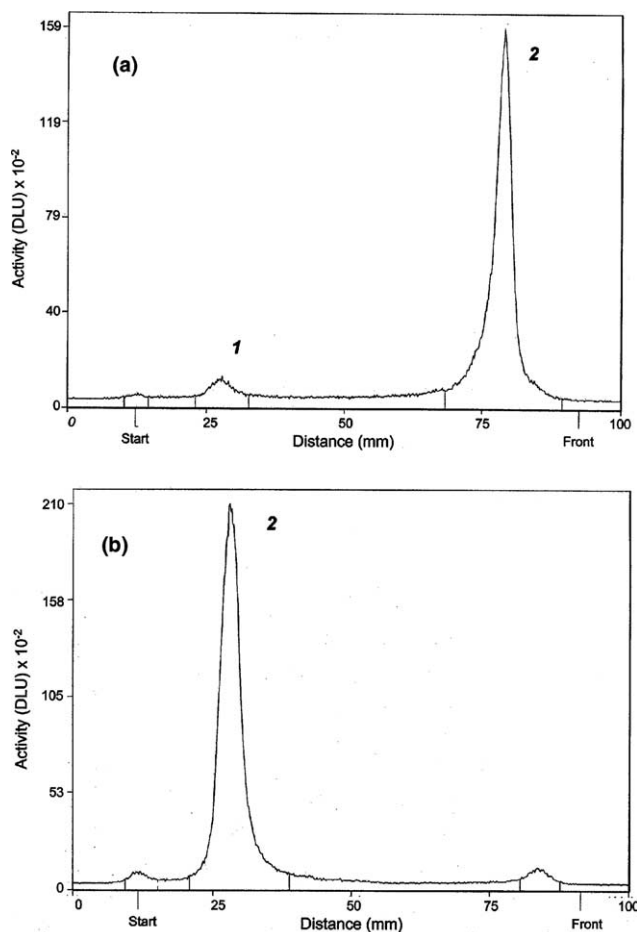 (a)
Activity (DLU) x 10-2
159
119
79
40
0
1
2
0 25 50 75 100
Start Distance (mm) Front
(b)
Activity (DLU) x 10-2
210
158
105
53
0
2
0 25 50 75 100
Start Distance (mm) Front